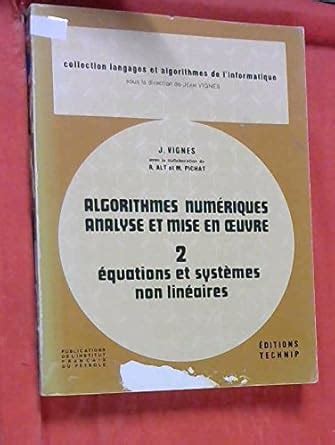 collection langages et algorithmes de l'informatique
sous la direction de Jean VIGNES
J. VIGNES
avec la collaboration de
R. ALT et M. PICHAT
ALGORITHMES NUMÉRIQUES
ANALYSE ET MISE EN ŒUVRE
2
équations et systèmes
non linéaires
PUBLICATIONS
DE L'INSTITUT
FRANÇAIS
DU PÉTROLE
ÉDITIONS
TECHNIP